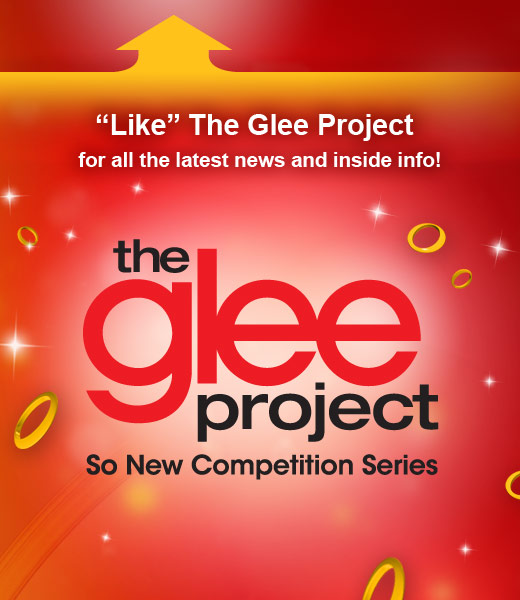 “Like” The Glee Project
for all the latest news and inside info!
the
glee
project
So New Competition Series